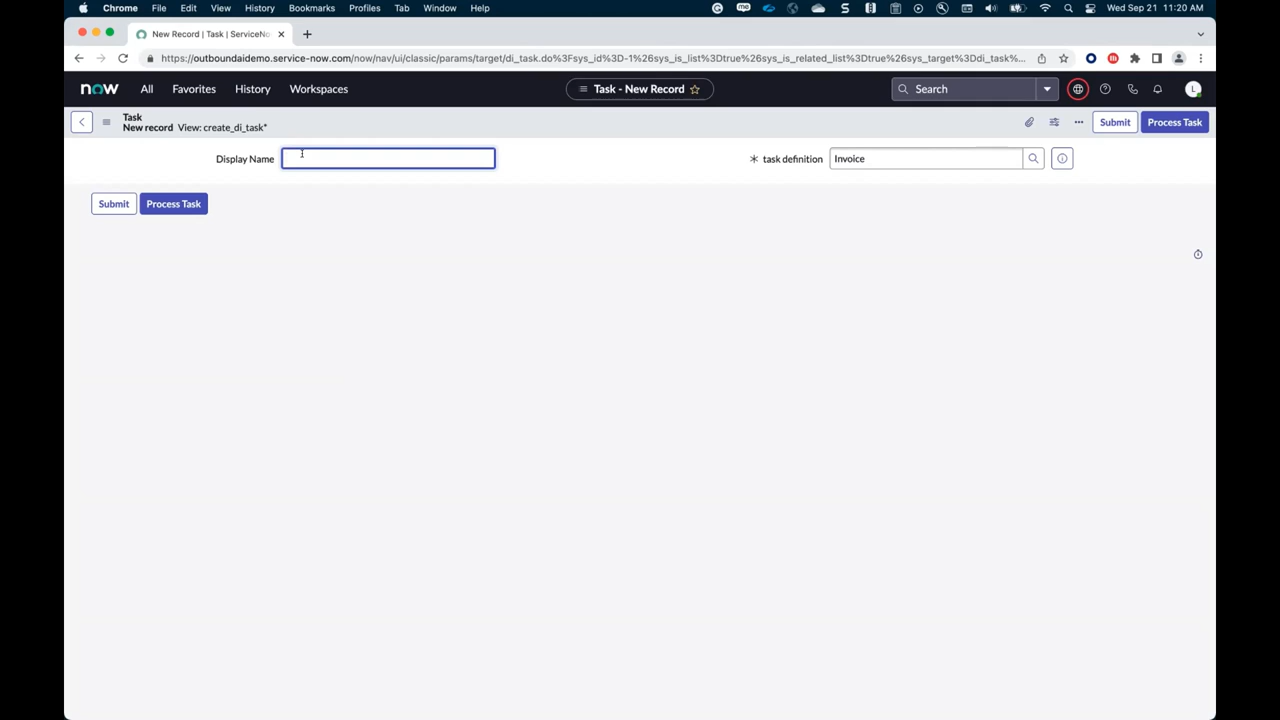 Chrome File Edit View History Bookmarks Profiles Tab Window Help Wed Sep 21 11:20 AM
New Record | Task | ServiceNo
https://outboundaidemo.service-now.com/now/nav/ui/classic/params/target/di_task.do%3Fsys_id%3D-1%26sys_is_list%3Dtrue%26sys_is_related_list%3Dtrue%26sys_target%3Ddi_task%...
now All Favorites History Workspaces Task - New Record Search L
Task
New record View: create_di_task*
Submit Process Task
Display Name task definition Invoice
Submit Process Task